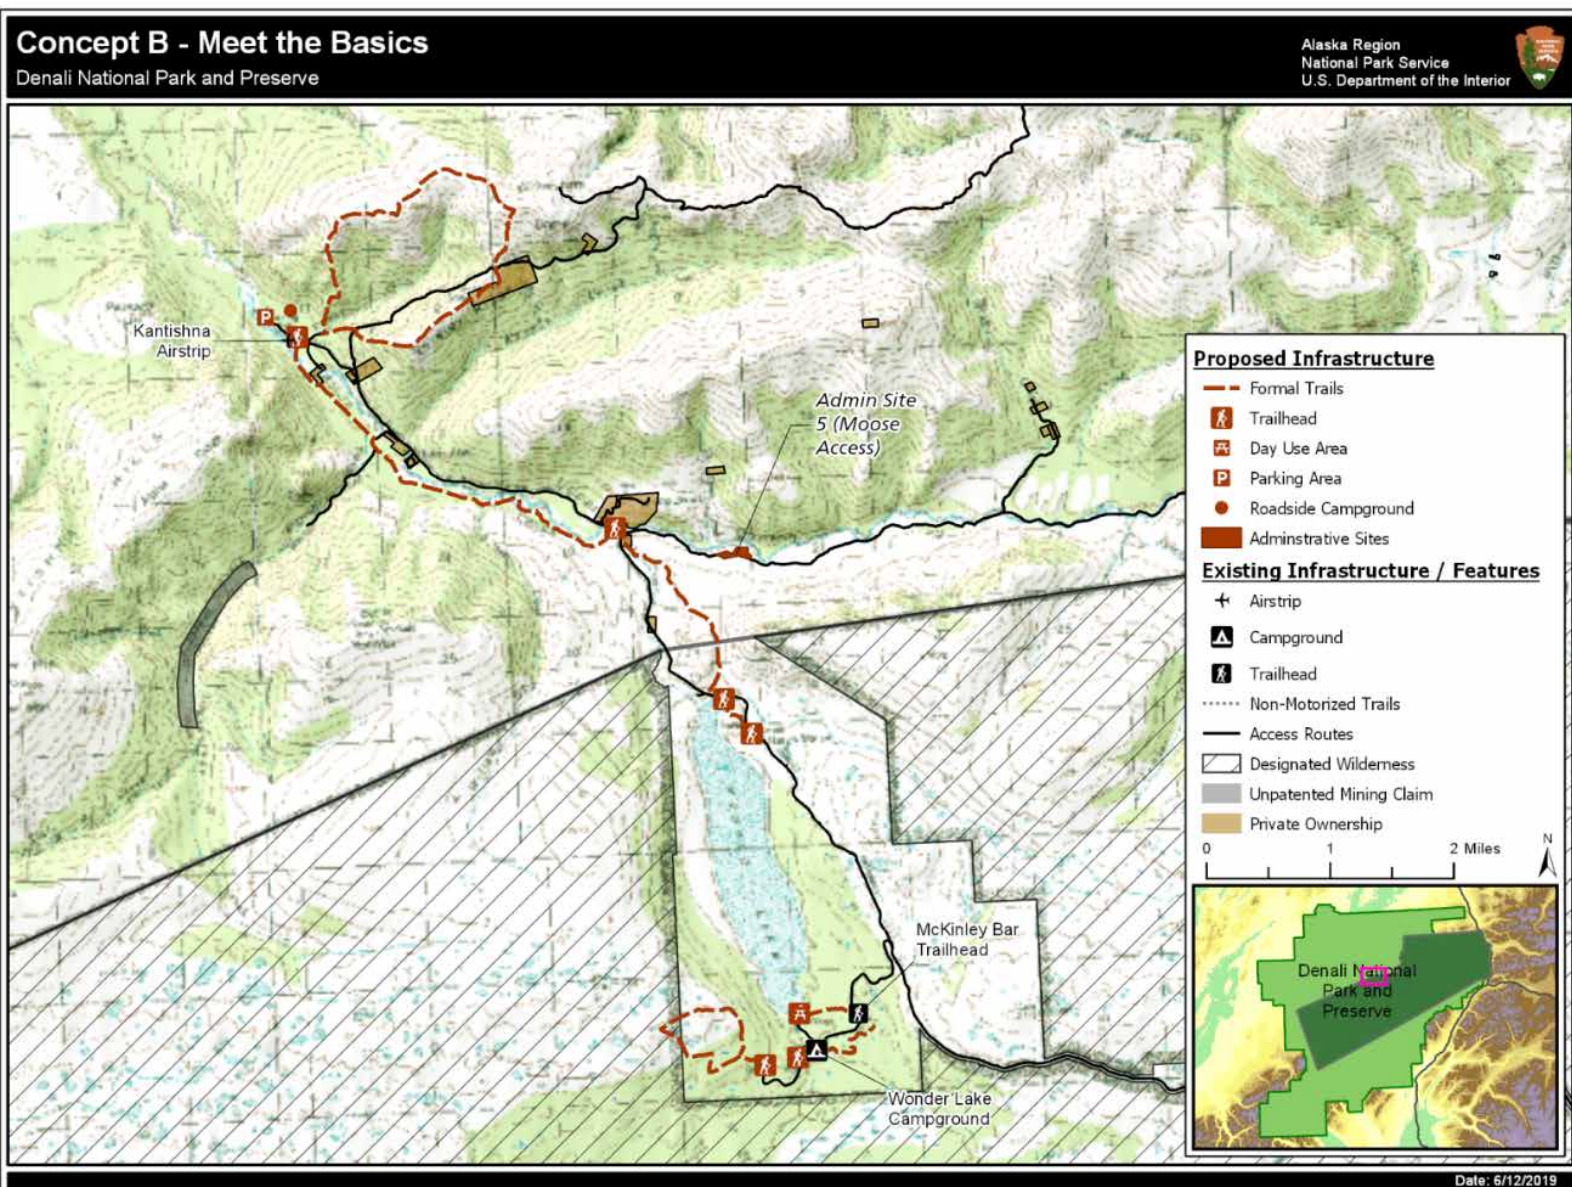 Concept B - Meet the Basics
Denali National Park and Preserve
Alaska Region
National Park Service
U.S. Department of the Interior
Kantishna
Airstrip
P
Admin Site
5 (Moose
Access)
McKinley Bar
Trailhead
Wonder Lake
Campground
Proposed Infrastructure
Formal Trails
Trailhead
Day Use Area
P
Parking Area
Roadside Campground
Adminstrative Sites
Existing Infrastructure / Features
Airstrip
Campground
Trailhead
Non-Motorized Trails
Access Routes
Designated Wilderness
Unpatented Mining Claim
Private Ownership
0 1 2 Miles
N
Denali National
Park and
Preserve
Date: 6/12/2019